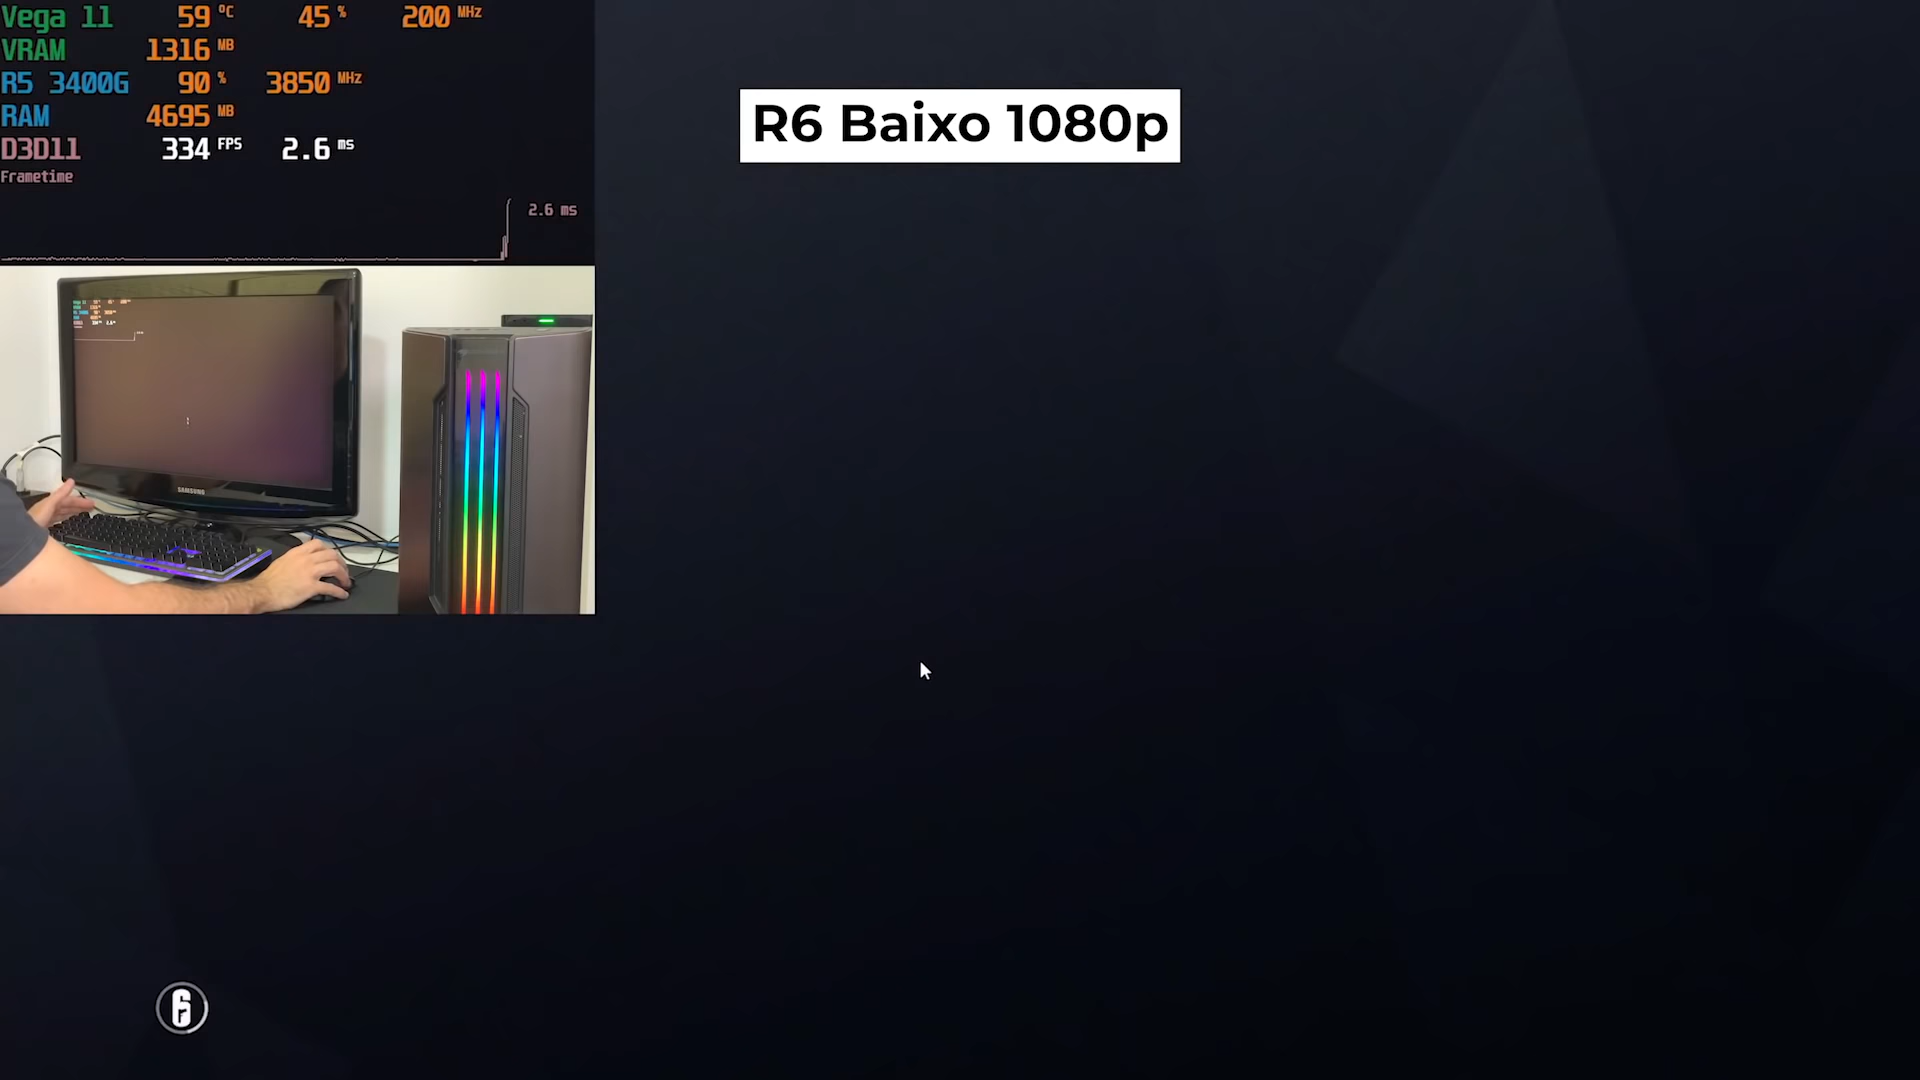 Vega 11 59 °C 45 % 200 MHz
VRAM 1316 MB
R5 3400G 90 % 3850 MHz
RAM 4695 MB
D3D11 334 FPS 2.6 ms
Frametime
2.6 ms
R6 Baixo 1080p
SAMSUNG
6